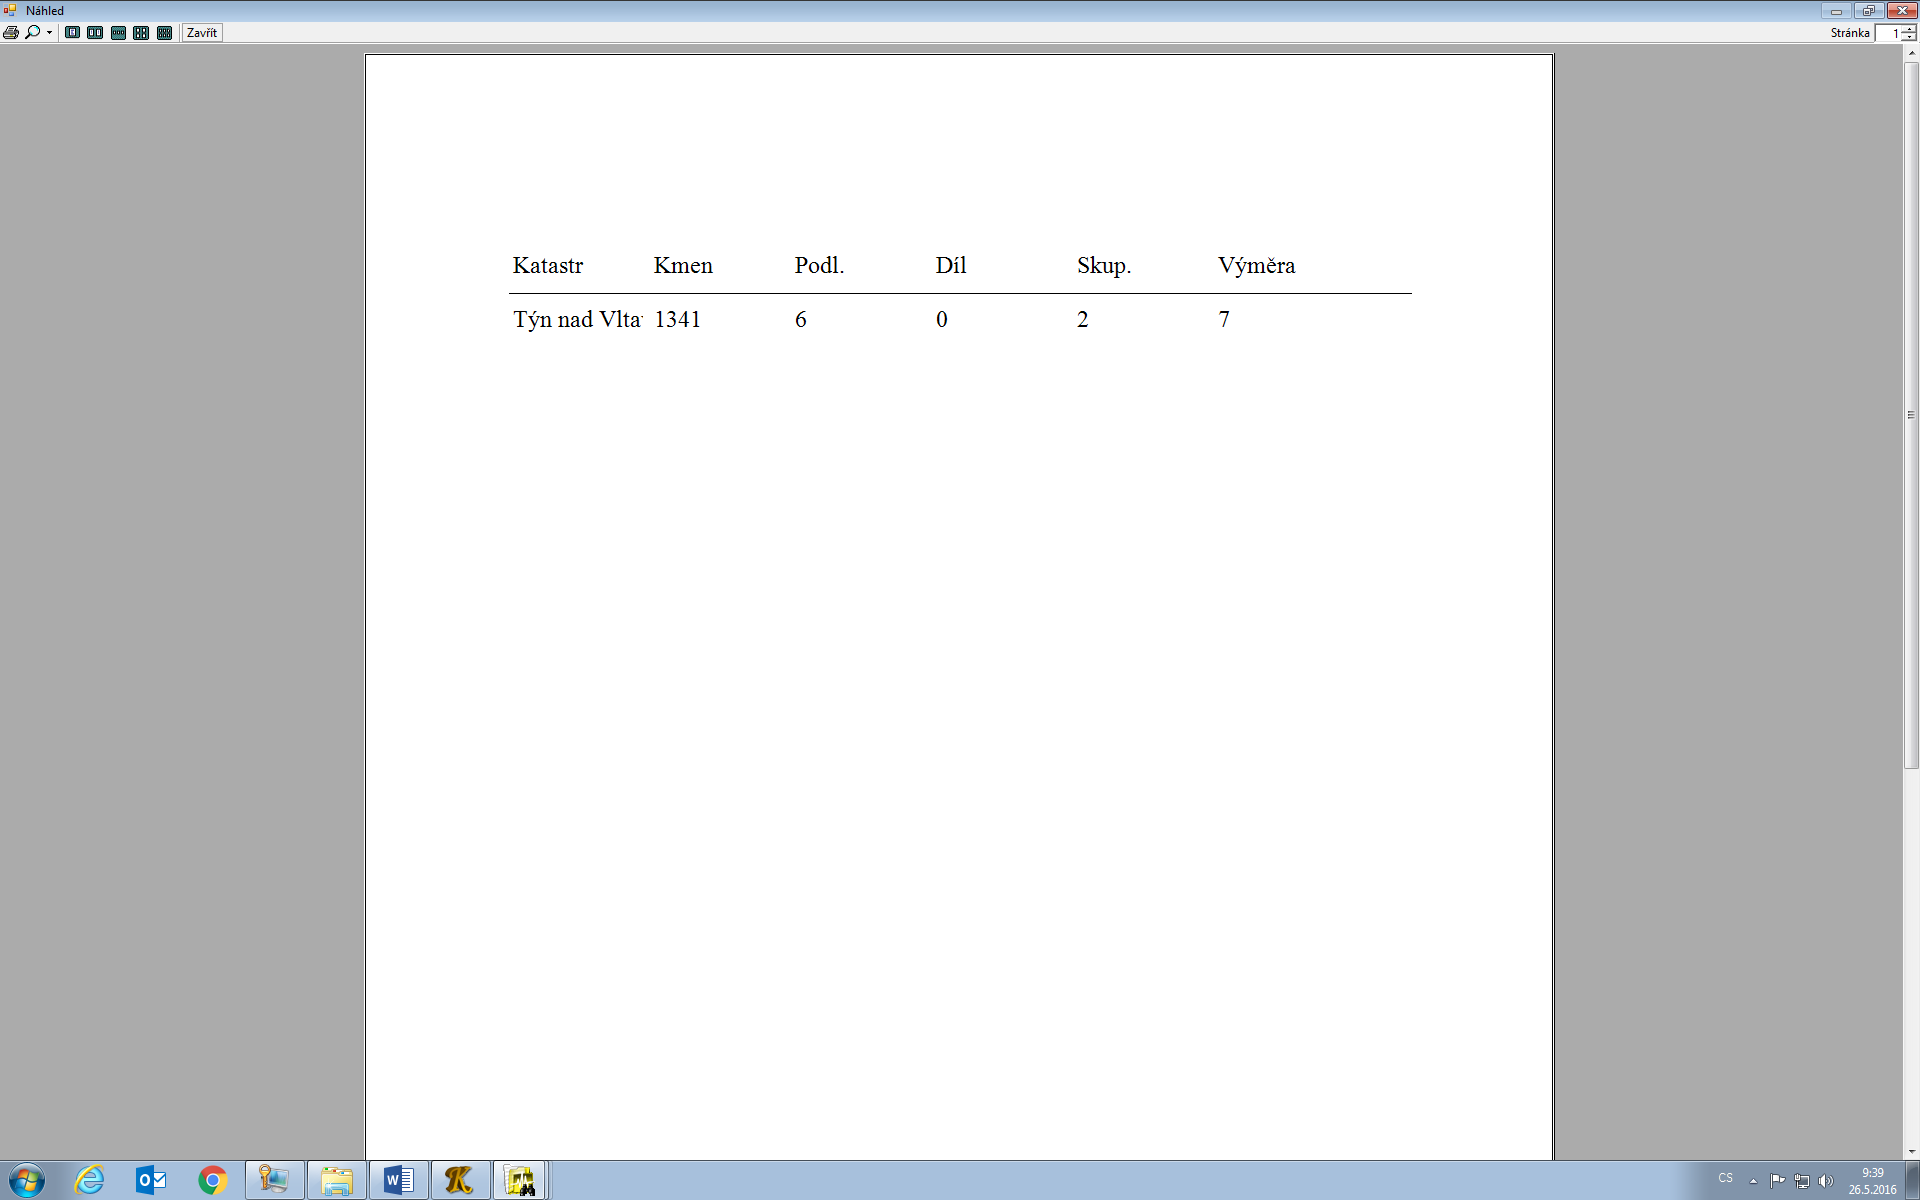 Náhled
Zavřít
Stránka 1
Katastr Kmen Podl. Díl Skup. Výměra
Týn nad Vlta 1341 6 0 2 7
CS
9:39
26.5.2016